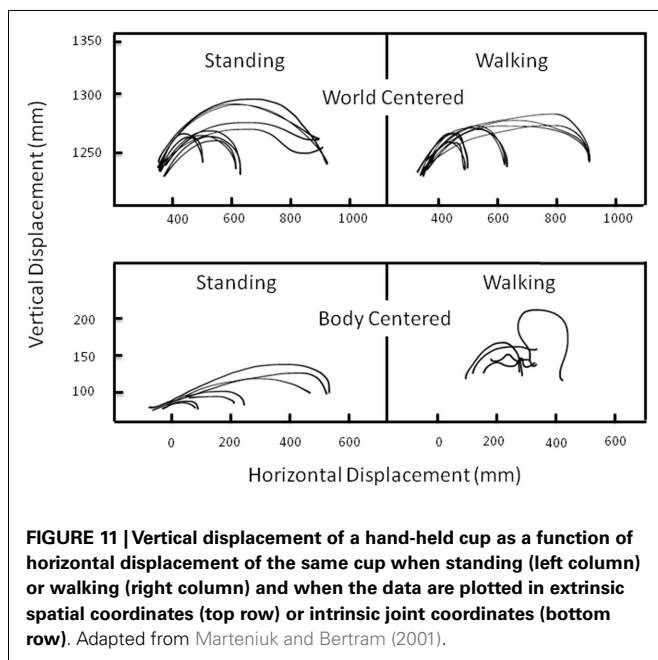 1350
Standing
Walking
1300
World Centered
1250
400 600 800 1000
400 600 800 1000
Vertical Displacement (mm)
Standing
Walking
200
Body Centered
150
100
0 200 400 600
0 200 400 600
Horizontal Displacement (mm)
FIGURE 11 | Vertical displacement of a hand-held cup as a function of
horizontal displacement of the same cup when standing (left column)
or walking (right column) and when the data are plotted in extrinsic
spatial coordinates (top row) or intrinsic joint coordinates (bottom
row). Adapted from Marteniuk and Bertram (2001).